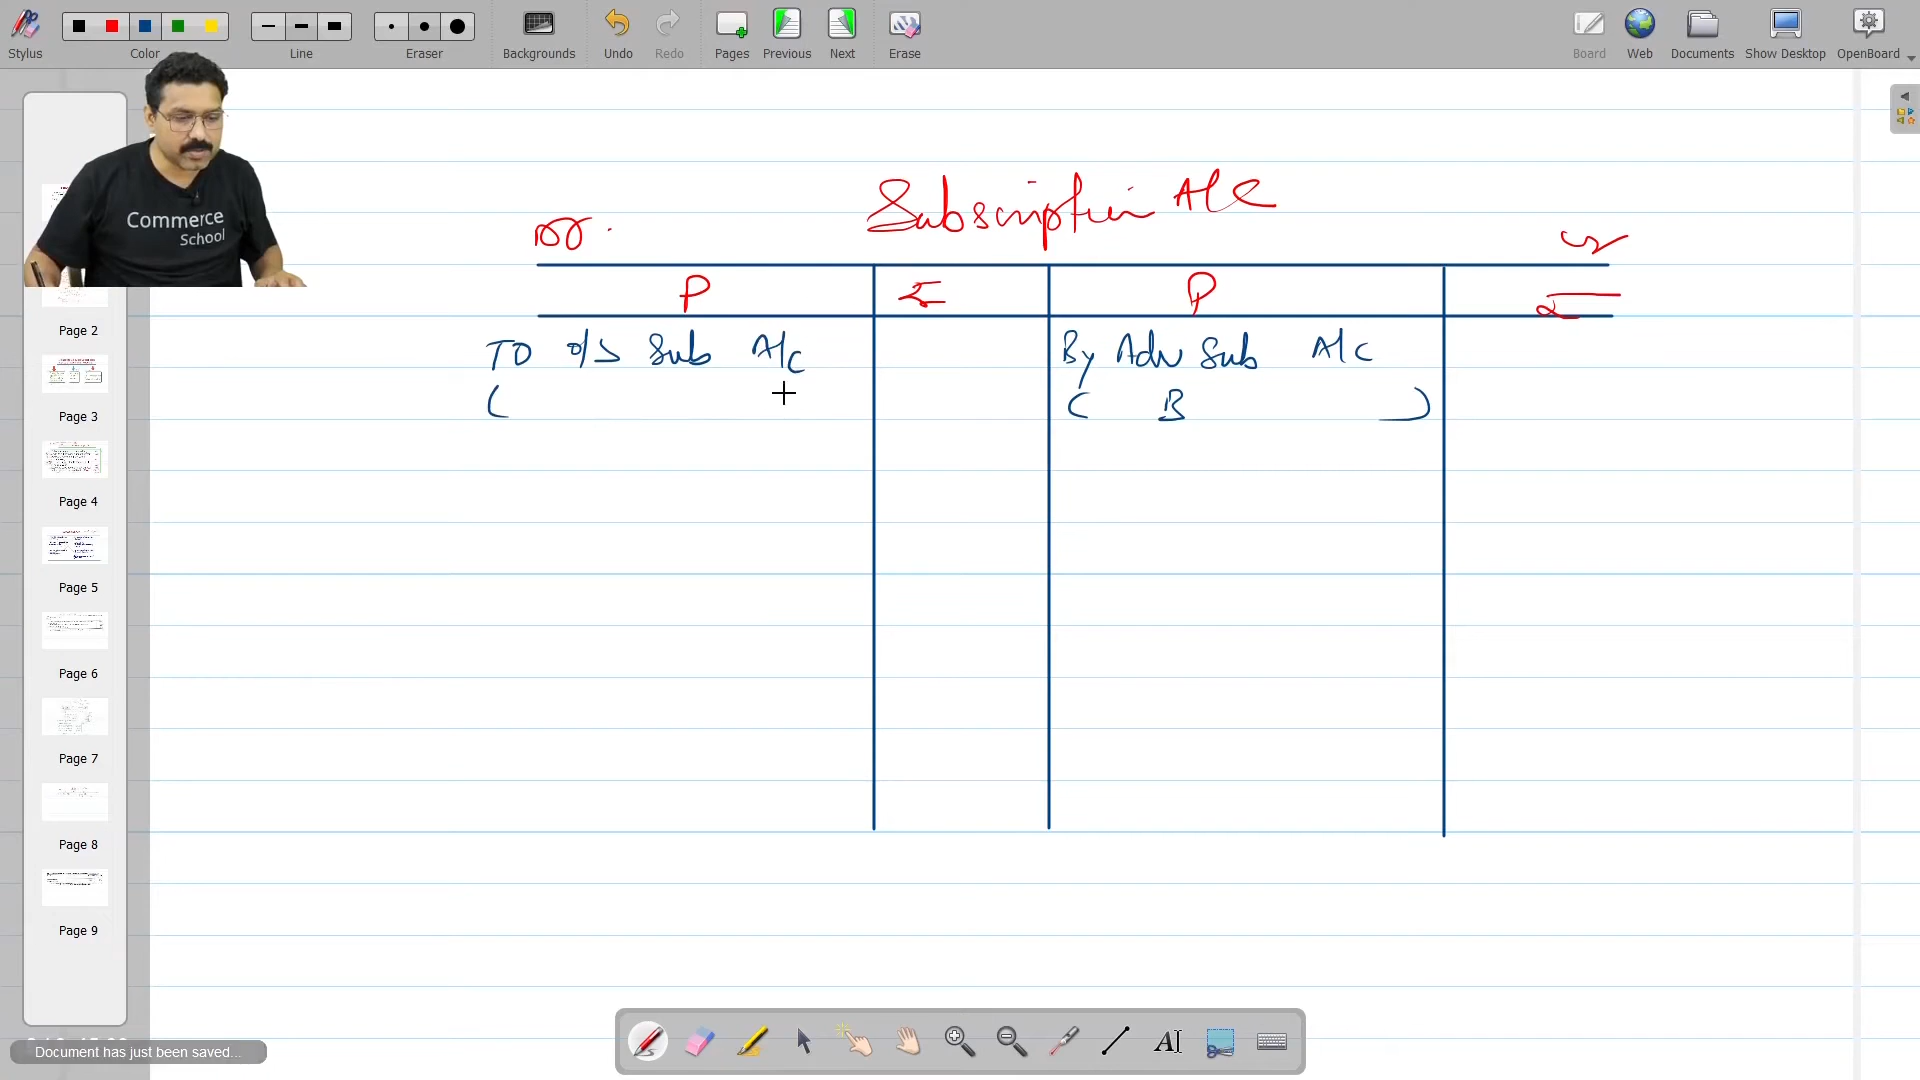 Stylus
Color
Line
Eraser
Backgrounds
Undo
Redo
Pages
Previous
Next
Erase
Board
Web
Documents
Show Desktop
OpenBoard
Commerce
School
Subscription A/C
Dr.
Cr
P ₹ P ₹
TO o/s Sub A/c
By Adv Sub A/c
(
( B )
Page 2
Page 3
Page 4
Page 5
Page 6
Page 7
Page 8
Page 9
Document has just been saved...